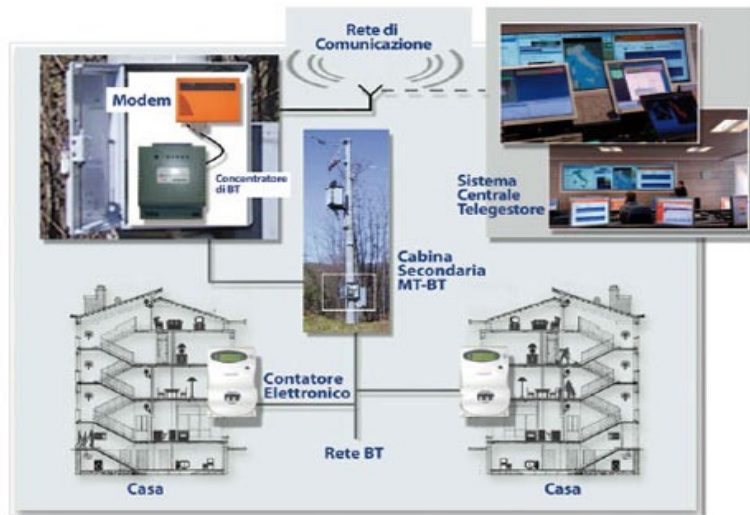 Rete di
Comunicazione
Modem
Concentratore
di BT
Sistema
Centrale
Telegestore
Cabina
Secondaria
MT-BT
Contatore
Elettronico
Rete BT
Casa
Casa